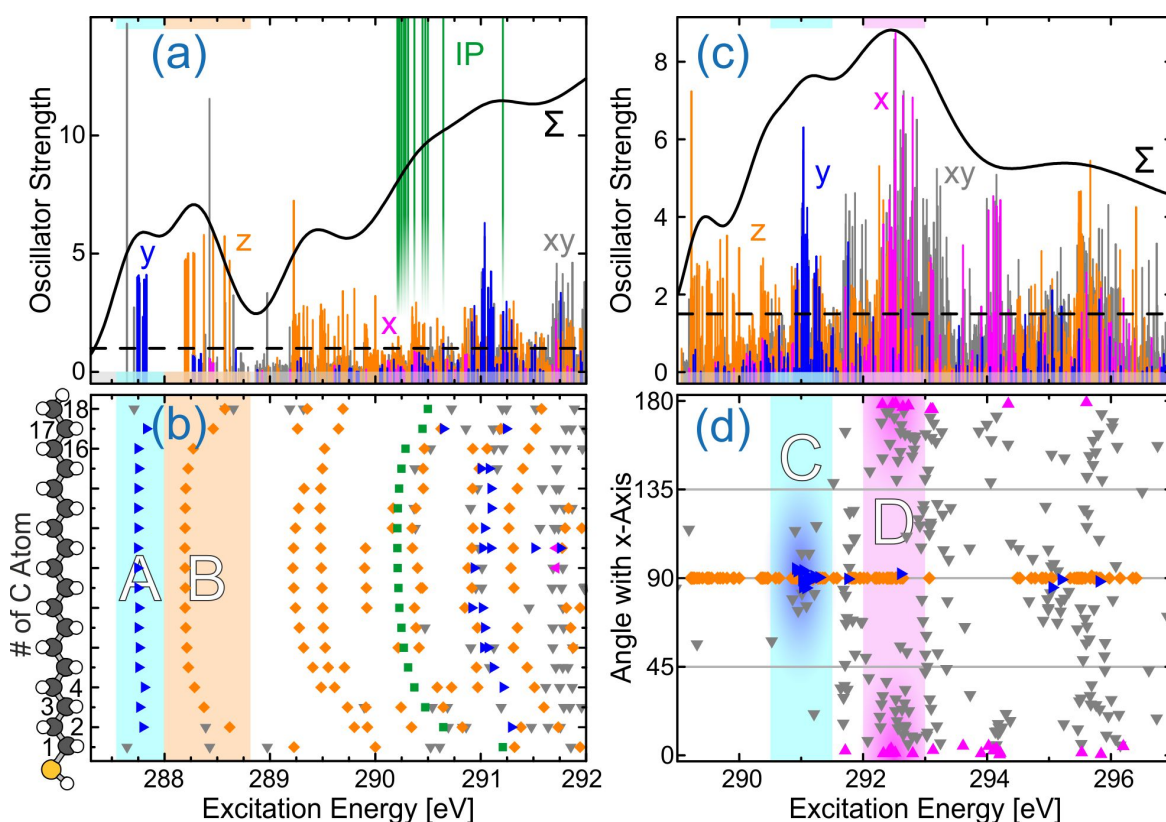 (a)
IP
Σ
y
z
x
xy
Oscillator Strength
10
5
0
(c)
x
y
xy
z
Σ
Oscillator Strength
8
6
4
2
0
(b)
A
B
# of C Atom
18
17
16
4
3
2
1
288
289
290
291
292
Excitation Energy [eV]
(d)
C
D
Angle with x-Axis
180
135
90
45
0
290
292
294
296
Excitation Energy [eV]